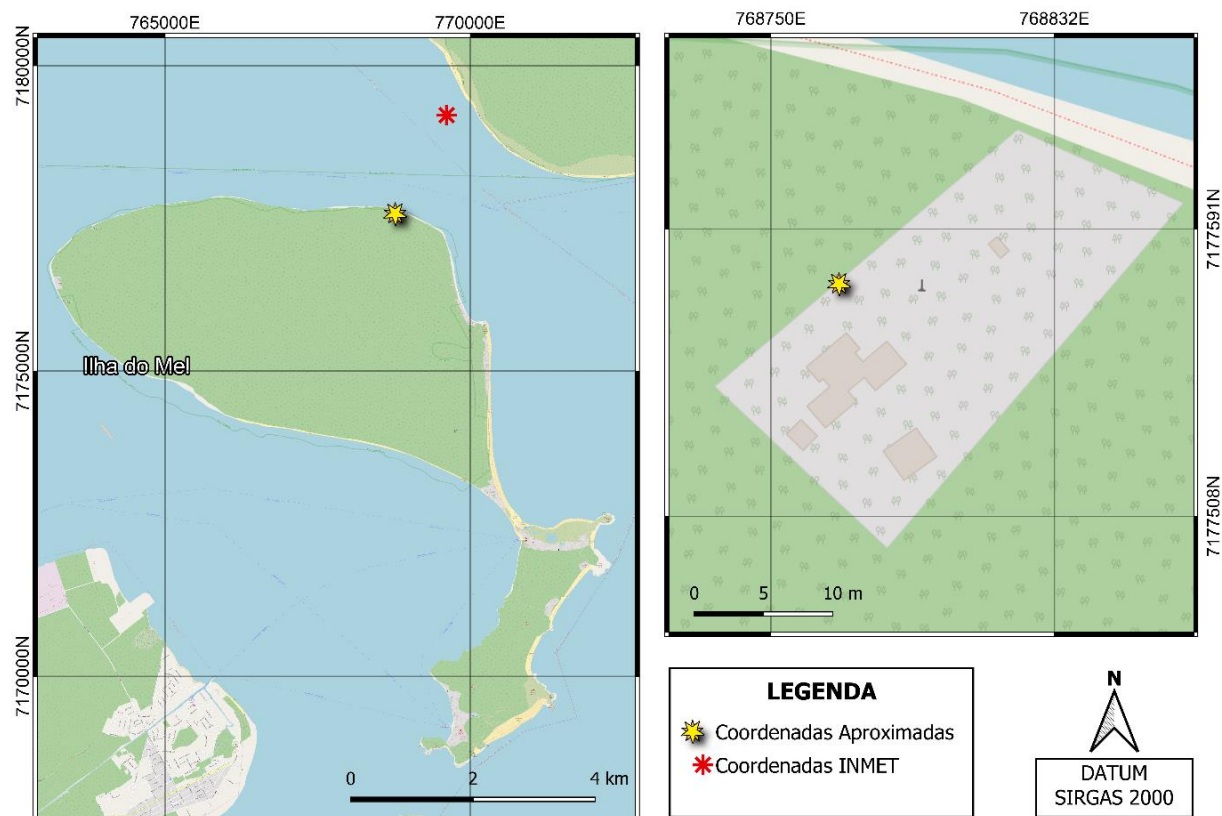 765000E
770000E
7180000N
7175000N
7170000N
Ilha do Mel
0 2 4 km
768750E
768832E
7177591N
7177508N
0 5 10 m
LEGENDA
Coordenadas Aproximadas
Coordenadas INMET
N
DATUM
SIRGAS 2000